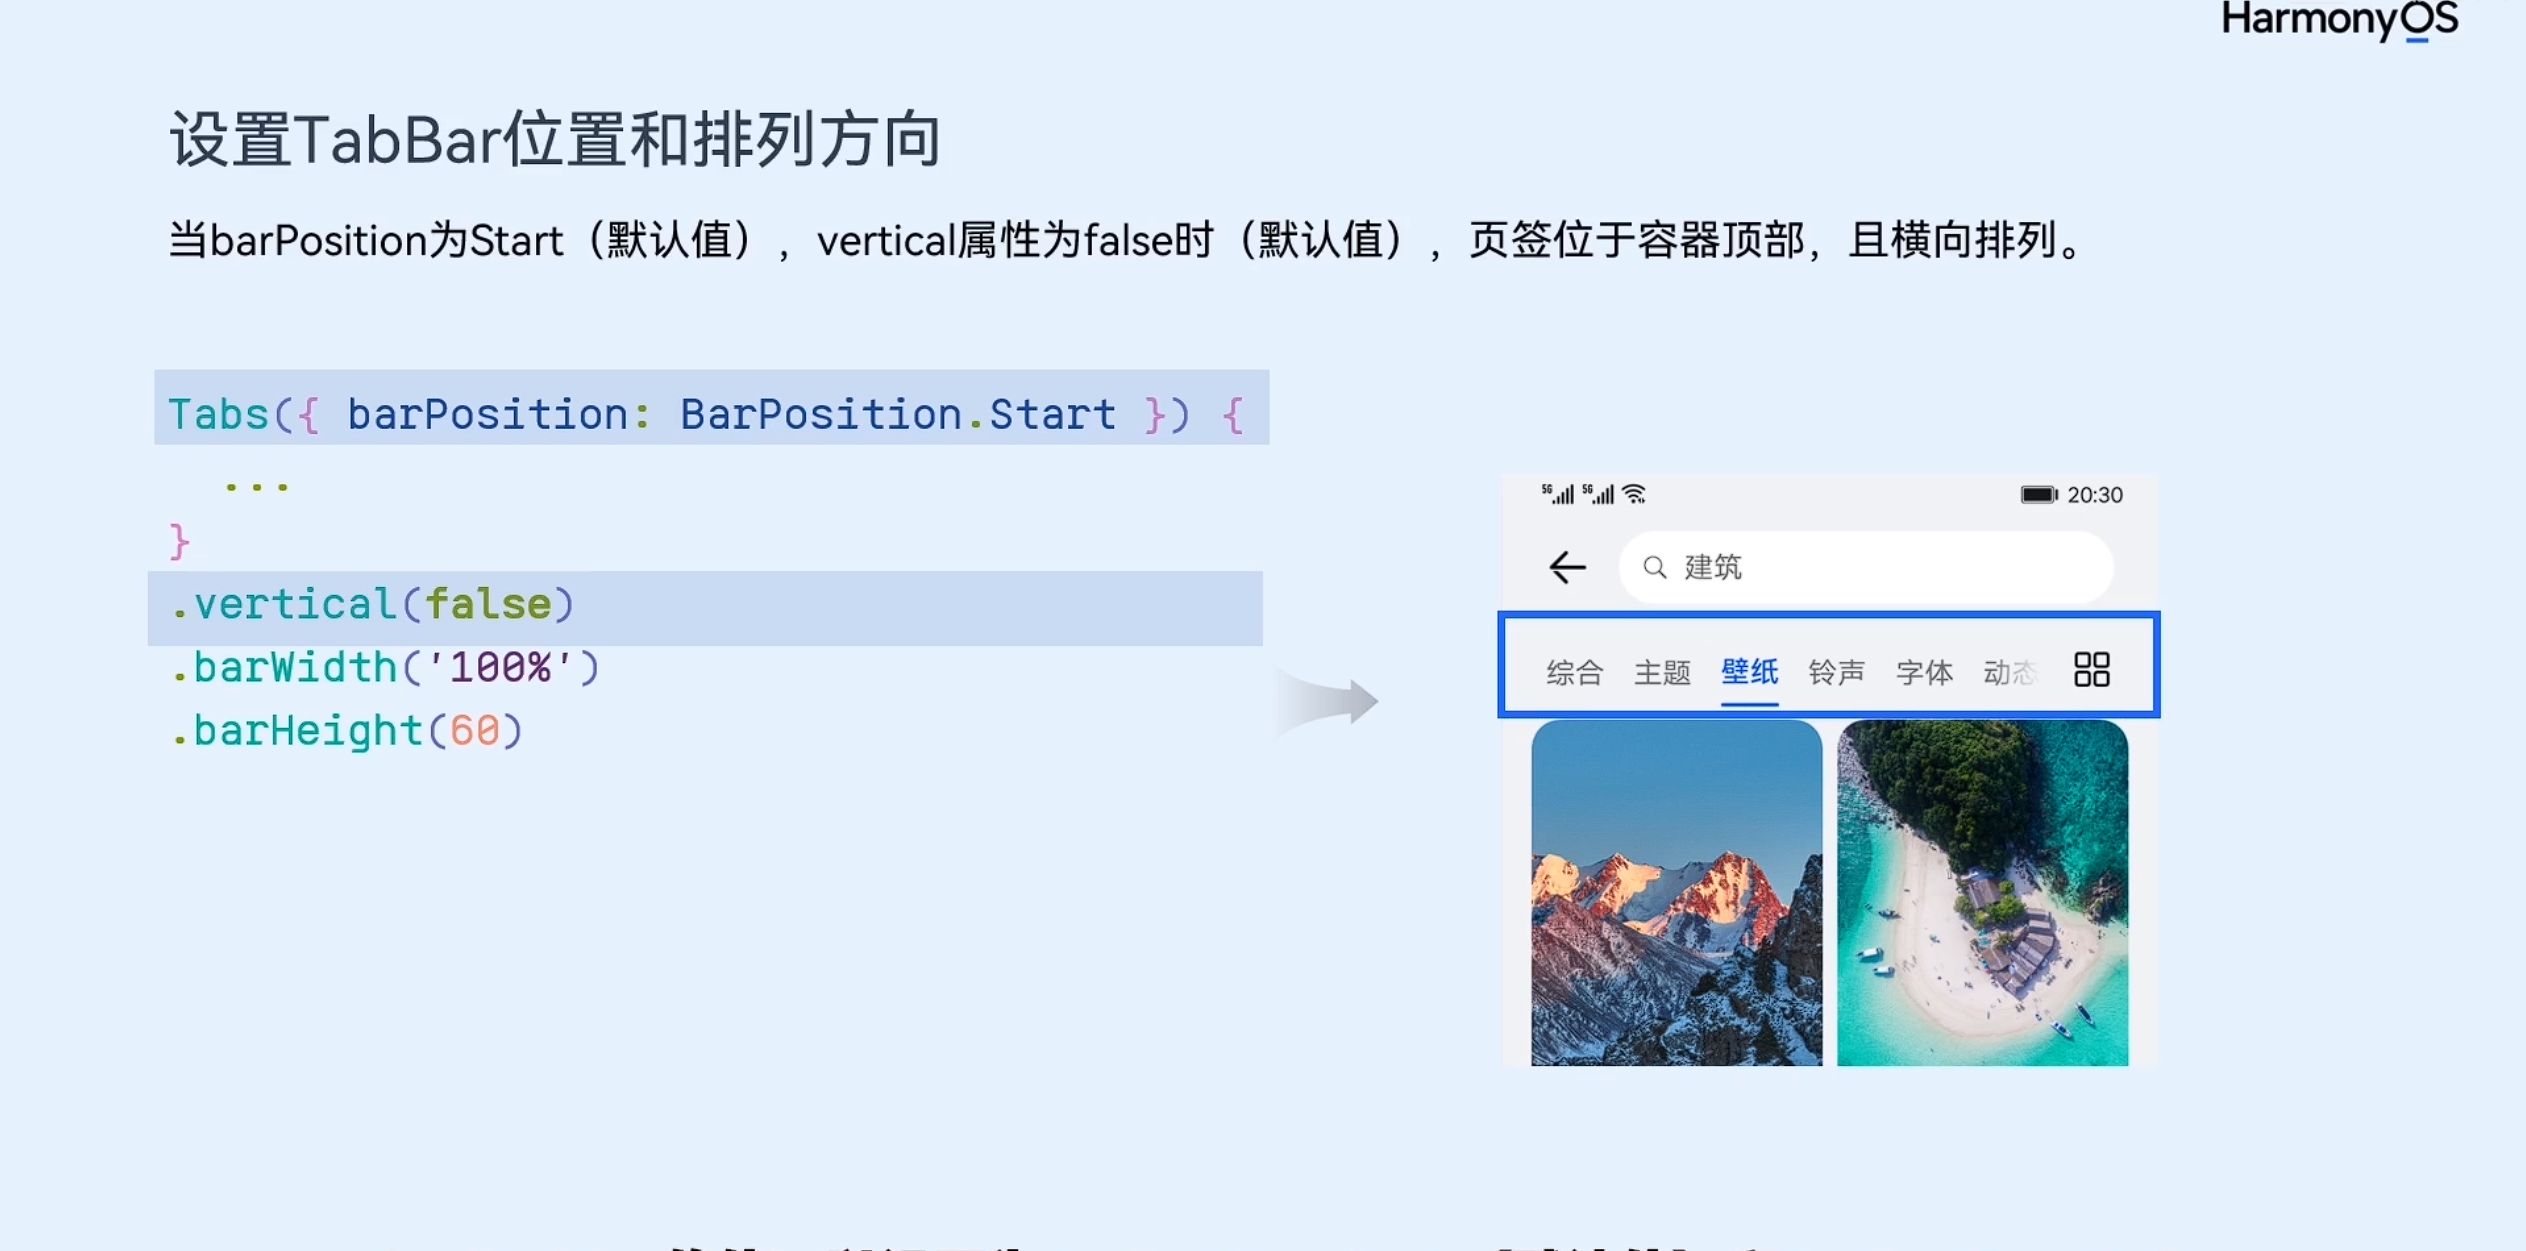 HarmonyOS
设置TabBar位置和排列方向
当barPosition为Start（默认值），vertical属性为false时（默认值），页签位于容器顶部，且横向排列。
Tabs({ barPosition: BarPosition.Start }) {
...
}
.vertical(false)
.barWidth('100%')
.barHeight(60)
5G 5G 20:30
建筑
综合 主题 壁纸 铃声 字体 动态